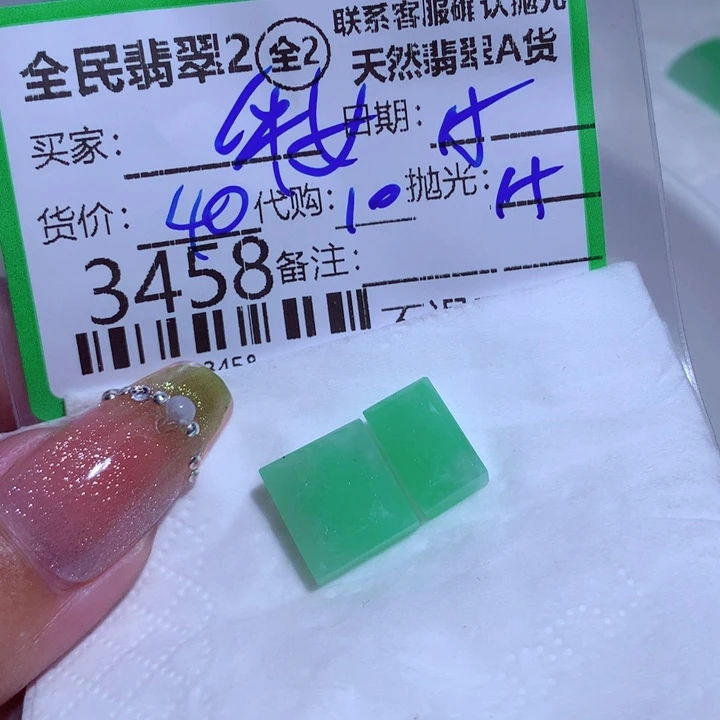 联系客服确认抛光
全民翡翠2 全2 天然翡翠A货
买家: 日期:
货价: 40 代购: 10 抛光:
3458 备注:
3458